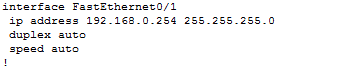 interface FastEthernet0/1
 ip address 192.168.0.254 255.255.255.0
 duplex auto
 speed auto
!